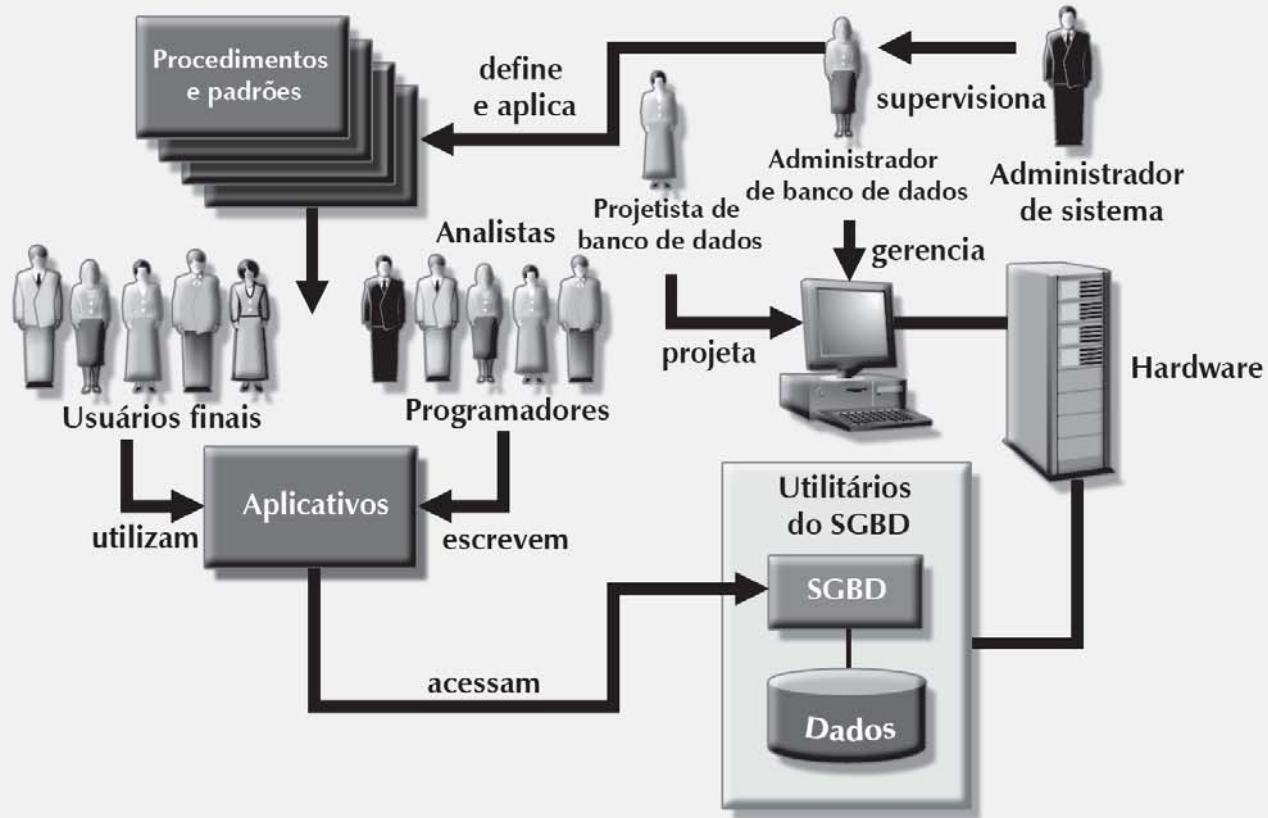 Procedimentos
e padrões
define
e aplica
supervisiona
Administrador
de banco de dados
Administrador
de sistema
Projetista de
banco de dados
Analistas
gerencia
projeta
Hardware
Usuários finais
Programadores
Aplicativos
utilizam
escrevem
Utilitários
do SGBD
SGBD
acessam
Dados